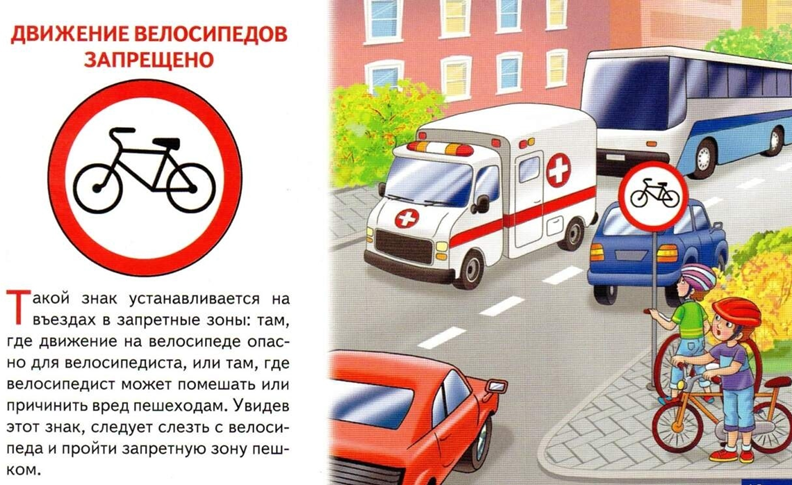 ДВИЖЕНИЕ ВЕЛОСИПЕДОВ
ЗАПРЕЩЕНО
Такой знак устанавливается на
въездах в запретные зоны: там,
где движение на велосипеде опас-
но для велосипедиста, или там, где
велосипедист может помешать или
причинить вред пешеходам. Увидев
этот знак, следует слезть с велоси-
педа и пройти запретную зону пеш-
ком.